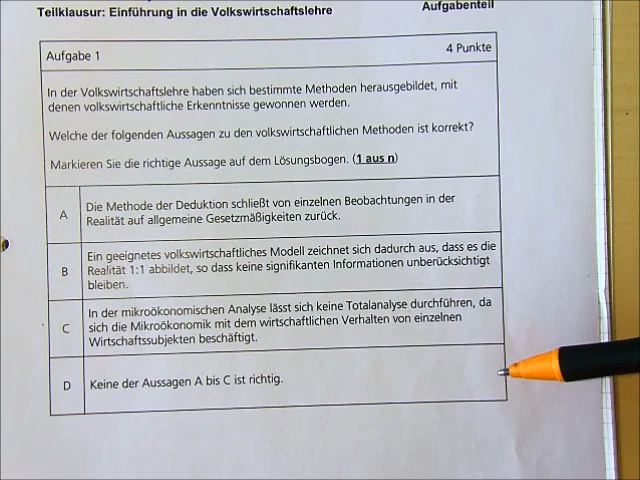 Teilklausur: Einführung in die Volkswirtschaftslehre
Aufgabenteil
Aufgabe 1
4 Punkte
In der Volkswirtschaftslehre haben sich bestimmte Methoden herausgebildet, mit
denen volkswirtschaftliche Erkenntnisse gewonnen werden.
Welche der folgenden Aussagen zu den volkswirtschaftlichen Methoden ist korrekt?
Markieren Sie die richtige Aussage auf dem Lösungsbogen. (1 aus n)
A
Die Methode der Deduktion schließt von einzelnen Beobachtungen in der
Realität auf allgemeine Gesetzmäßigkeiten zurück.
B
Ein geeignetes volkswirtschaftliches Modell zeichnet sich dadurch aus, dass es die
Realität 1:1 abbildet, so dass keine signifikanten Informationen unberücksichtigt
bleiben.
C
In der mikroökonomischen Analyse lässt sich keine Totalanalyse durchführen, da
sich die Mikroökonomik mit dem wirtschaftlichen Verhalten von einzelnen
Wirtschaftssubjekten beschäftigt.
D
Keine der Aussagen A bis C ist richtig.